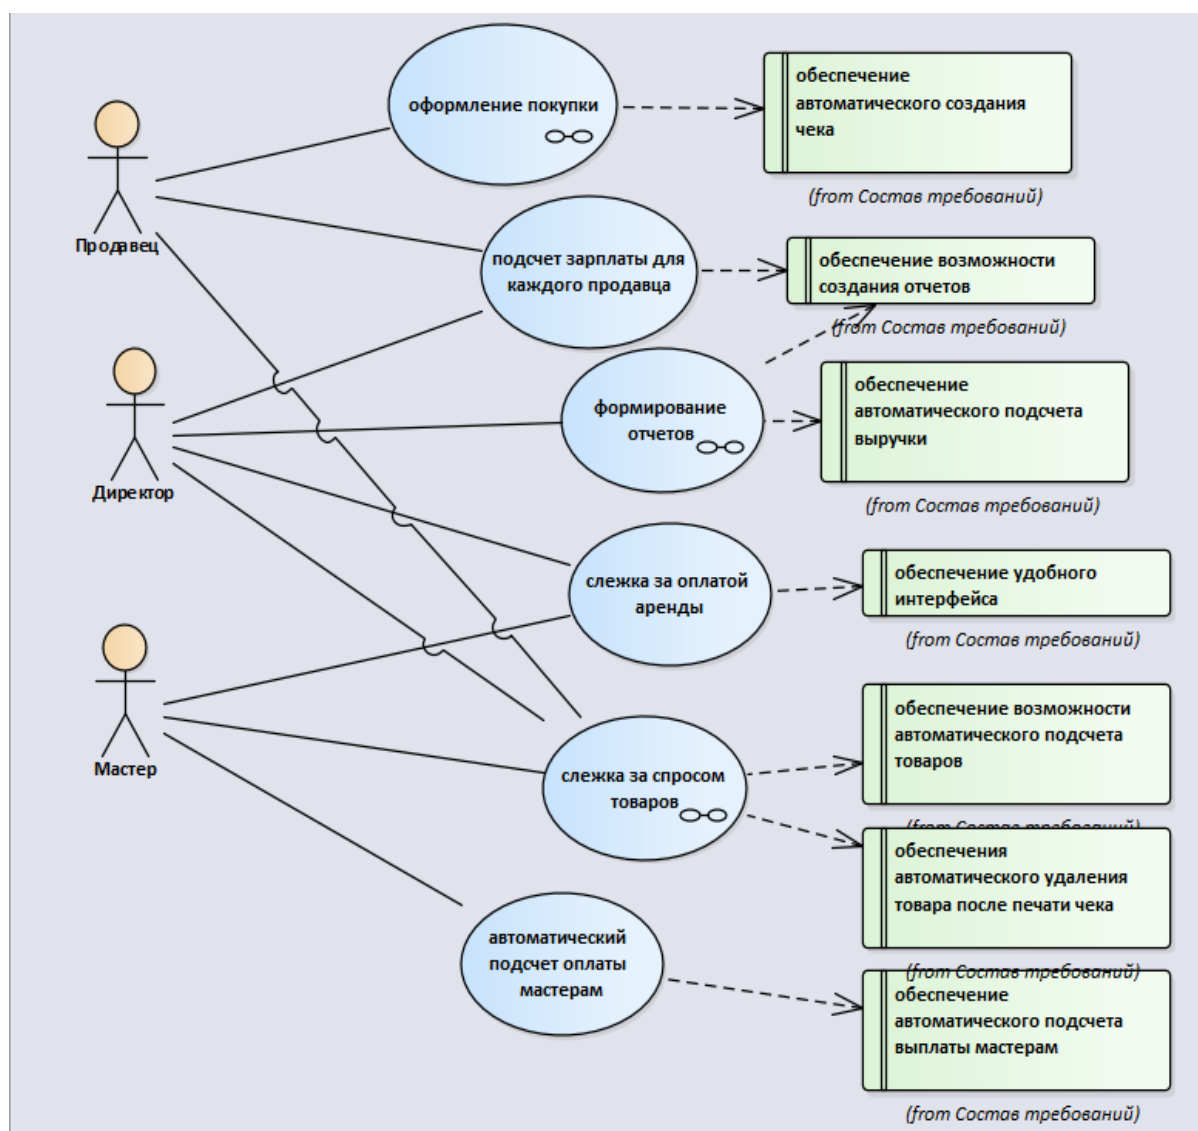 оформление покупки
обеспечение
автоматического создания
чека
(from Состав требований)
Продавец
подсчет зарплаты для
каждого продавца
обеспечение возможности
создания отчетов
(from Состав требований)
Директор
формирование
отчетов
обеспечение
автоматического подсчета
выручки
(from Состав требований)
слежка за оплатой
аренды
обеспечение удобного
интерфейса
(from Состав требований)
Мастер
слежка за спросом
товаров
обеспечение возможности
автоматического подсчета
товаров
(from Состав требований)
обеспечения
автоматического удаления
товара после печати чека
(from Состав требований)
автоматический
подсчет оплаты
мастерам
обеспечение
автоматического подсчета
выплаты мастерам
(from Состав требований)